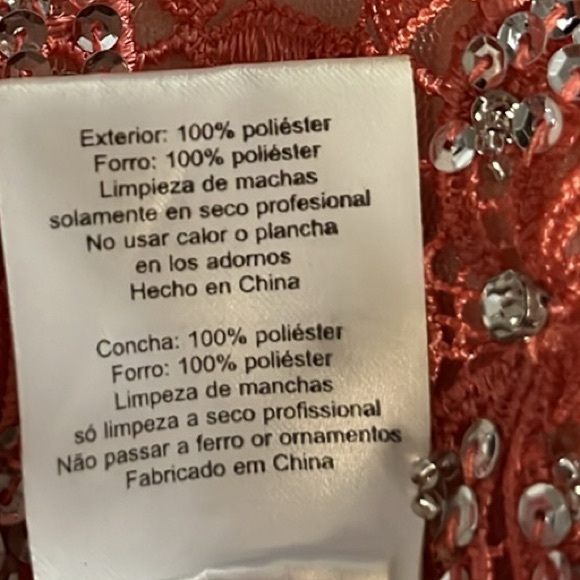 Exterior: 100% poliéster
Forro: 100% poliéster
Limpieza de machas
solamente en seco profesional
No usar calor o plancha
en los adornos
Hecho en China
Concha: 100% poliéster
Forro: 100% poliéster
Limpeza de manchas
só limpeza a seco profissional
Não passar a ferro or ornamentos
Fabricado em China